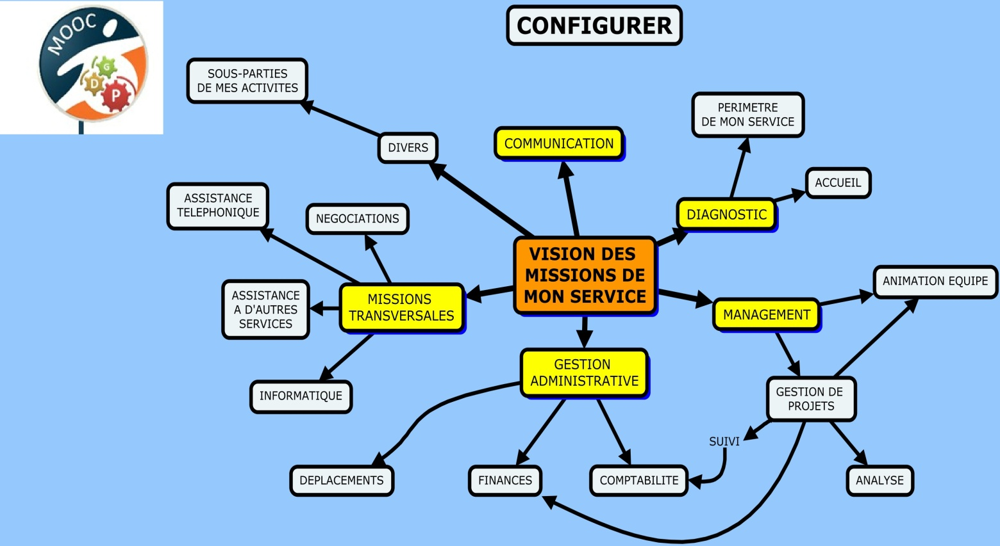 MOOC
G
D
P
CONFIGURER
SOUS-PARTIES
DE MES ACTIVITES
PERIMETRE
DE MON SERVICE
COMMUNICATION
DIVERS
ACCUEIL
ASSISTANCE
TELEPHONIQUE
NEGOCIATIONS
DIAGNOSTIC
VISION DES
MISSIONS DE
MON SERVICE
ANIMATION EQUIPE
ASSISTANCE
A D'AUTRES
SERVICES
MISSIONS
TRANSVERSALES
MANAGEMENT
GESTION
ADMINISTRATIVE
INFORMATIQUE
GESTION DE
PROJETS
SUIVI
DEPLACEMENTS
FINANCES
COMPTABILITE
ANALYSE